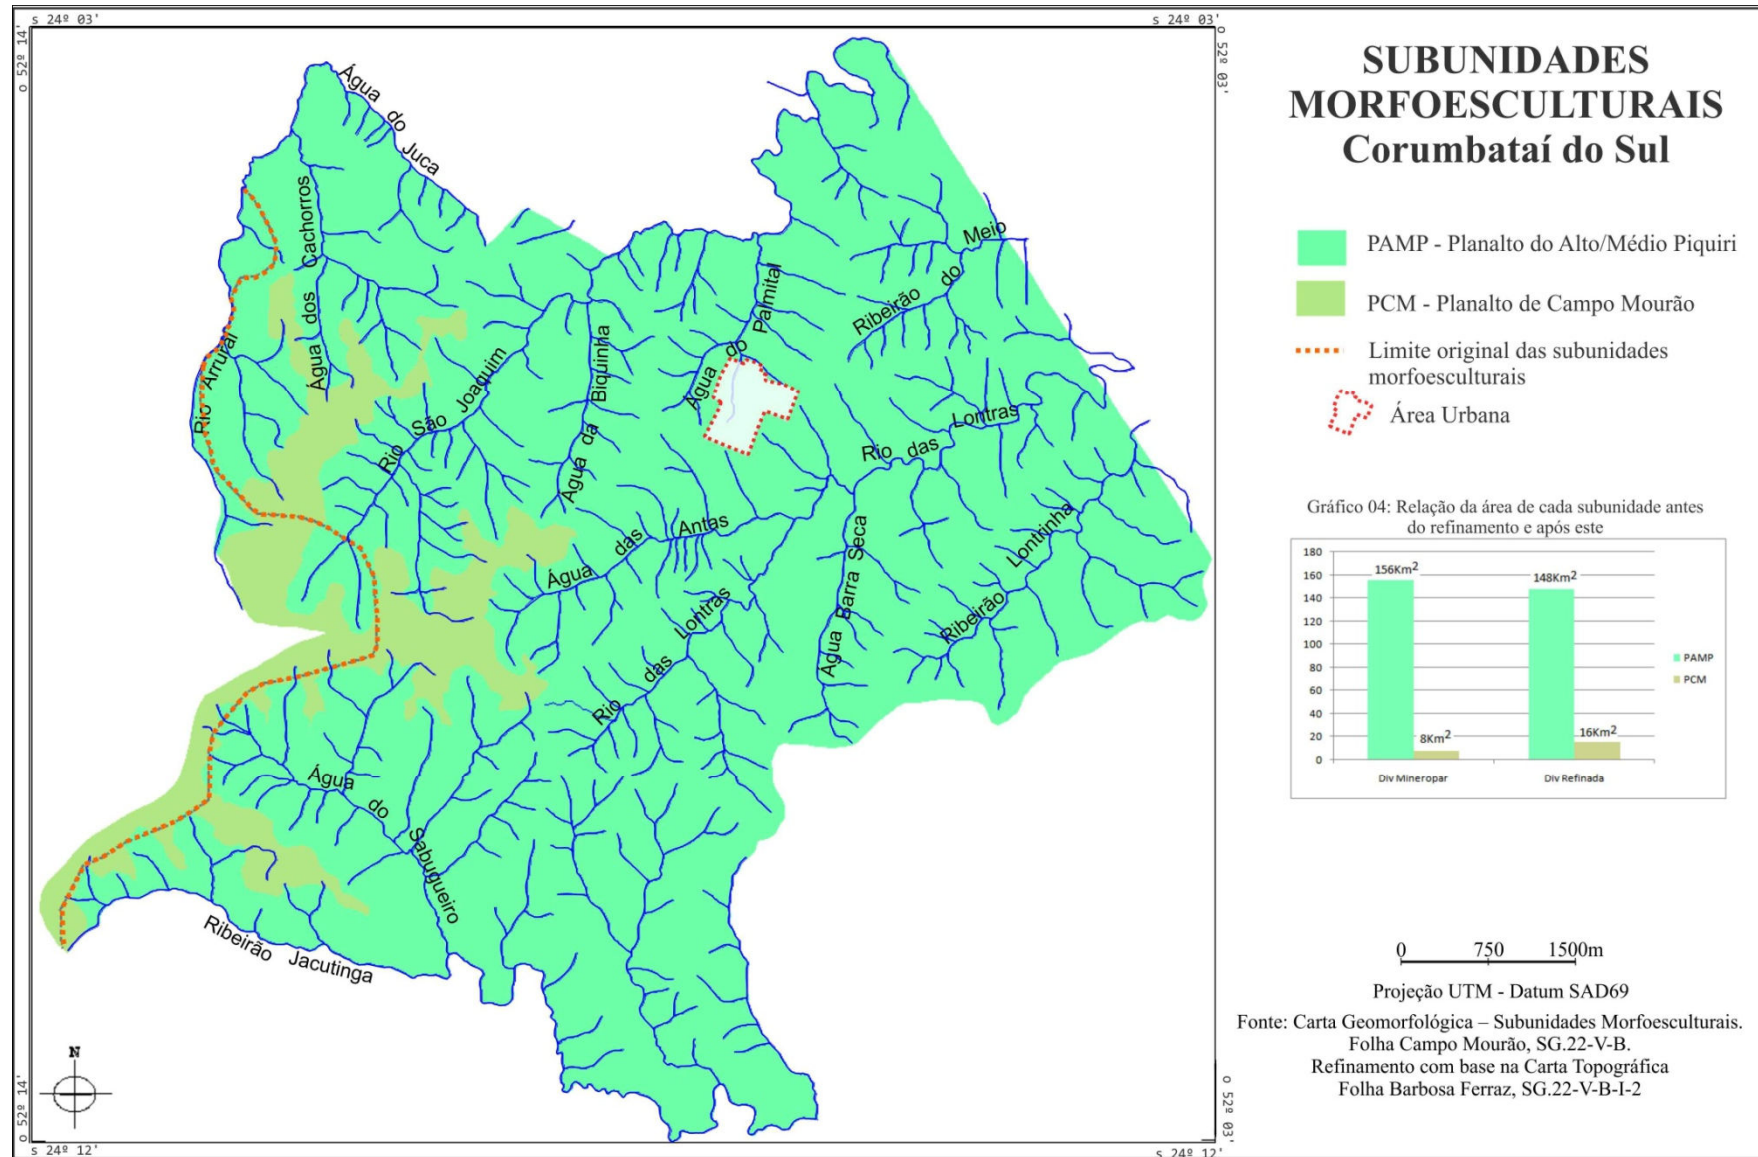 s 24º 03'
s 24º 03'
o 52º 14'
o 52º 03'
SUBUNIDADES
MORFOESCULTURAIS
Corumbataí do Sul
PAMP - Planalto do Alto/Médio Piquiri
PCM - Planalto de Campo Mourão
Limite original das subunidades
morfoesculturais
Área Urbana
Água do Juca
Água dos Cachorros
Rio Arrural
Rio São Joaquim
Água da Biquinha
Água do Palmital
Ribeirão do Meio
Rio das Lontras
Água das Antas
Água Barra Seca
Ribeirão Lontrinha
Rio das Lontras
Água do Sabugueiro
Ribeirão Jacutinga
Gráfico 04: Relação da área de cada subunidade antes
do refinamento e após este
180
160
140
120
100
80
60
40
20
0
156Km2
8Km2
148Km2
16Km2
Div Mineropar
Div Refinada
PAMP
PCM
0 750 1500m
Projeção UTM - Datum SAD69
Fonte: Carta Geomorfológica – Subunidades Morfoesculturais.
Folha Campo Mourão, SG.22-V-B.
Refinamento com base na Carta Topográfica
Folha Barbosa Ferraz, SG.22-V-B-I-2
N
o 52º 14'
o 52º 03'
s 24º 12'
s 24º 12'